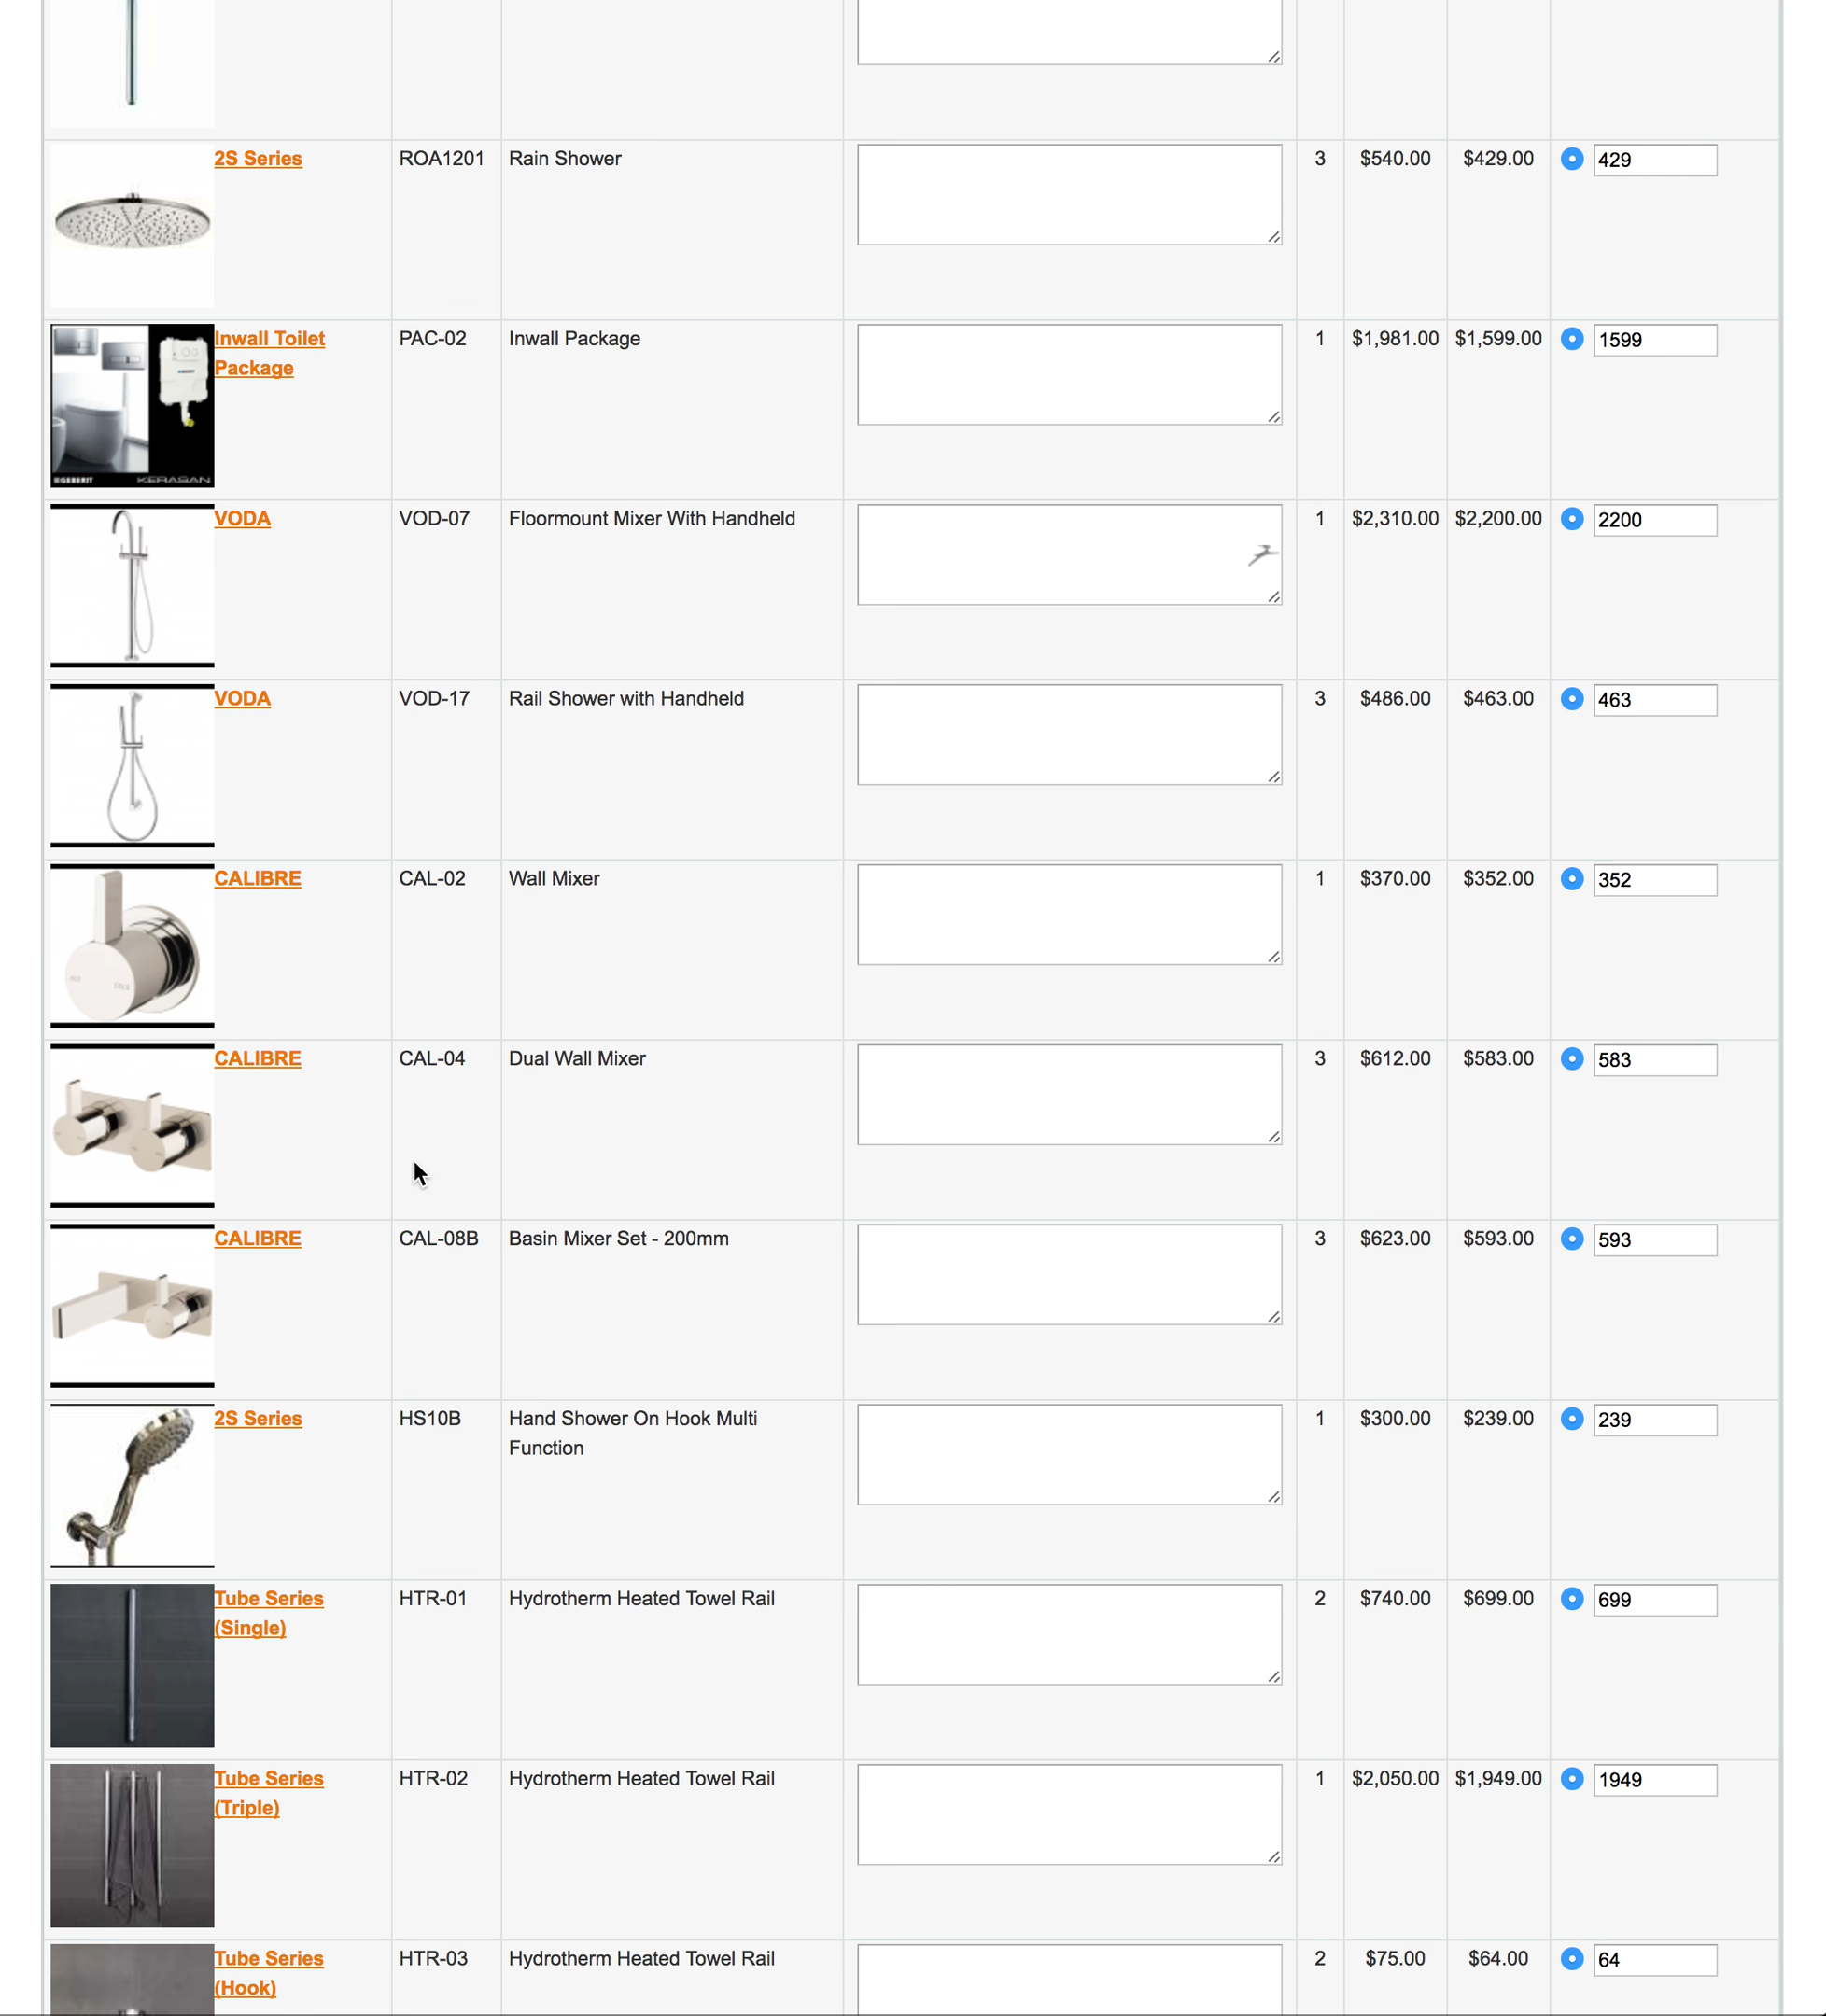 2S Series ROA1201 Rain Shower 3 $540.00 $429.00 429
Inwall Toilet PAC-02 Inwall Package 1 $1,981.00 $1,599.00 1599
Package
GEBERIT KERASAN
VODA VOD-07 Floormount Mixer With Handheld 1 $2,310.00 $2,200.00 2200
VODA VOD-17 Rail Shower with Handheld 3 $486.00 $463.00 463
CALIBRE CAL-02 Wall Mixer 1 $370.00 $352.00 352
CALIBRE CAL-04 Dual Wall Mixer 3 $612.00 $583.00 583
CALIBRE CAL-08B Basin Mixer Set - 200mm 3 $623.00 $593.00 593
2S Series HS10B Hand Shower On Hook Multi 1 $300.00 $239.00 239
Function
Tube Series HTR-01 Hydrotherm Heated Towel Rail 2 $740.00 $699.00 699
(Single)
Tube Series HTR-02 Hydrotherm Heated Towel Rail 1 $2,050.00 $1,949.00 1949
(Triple)
Tube Series HTR-03 Hydrotherm Heated Towel Rail 2 $75.00 $64.00 64
(Hook)